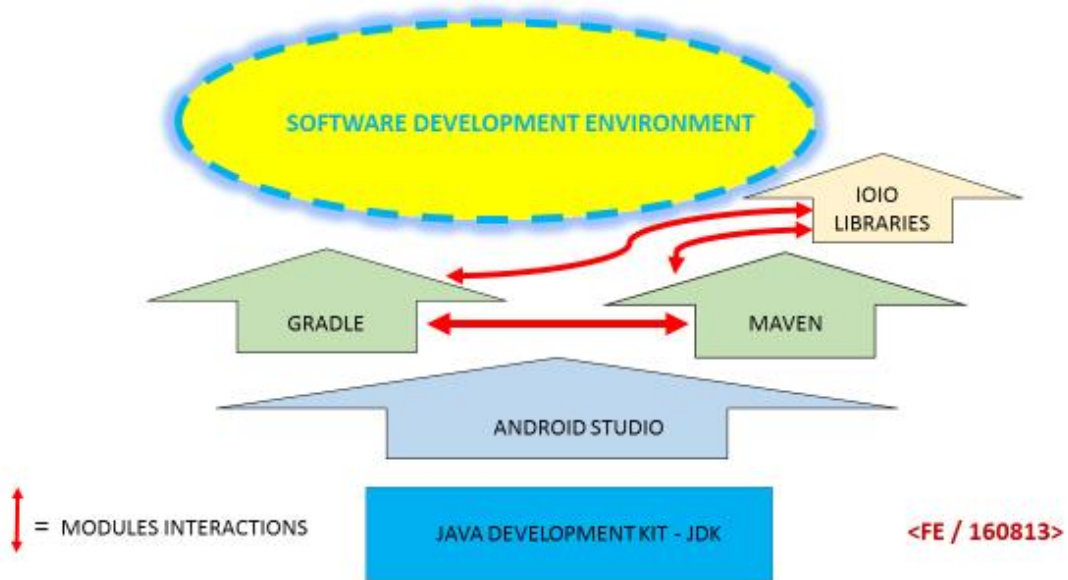 SOFTWARE DEVELOPMENT ENVIRONMENT
IOIO
LIBRARIES
GRADLE
MAVEN
ANDROID STUDIO
= MODULES INTERACTIONS
JAVA DEVELOPMENT KIT - JDK
<FE / 160813>